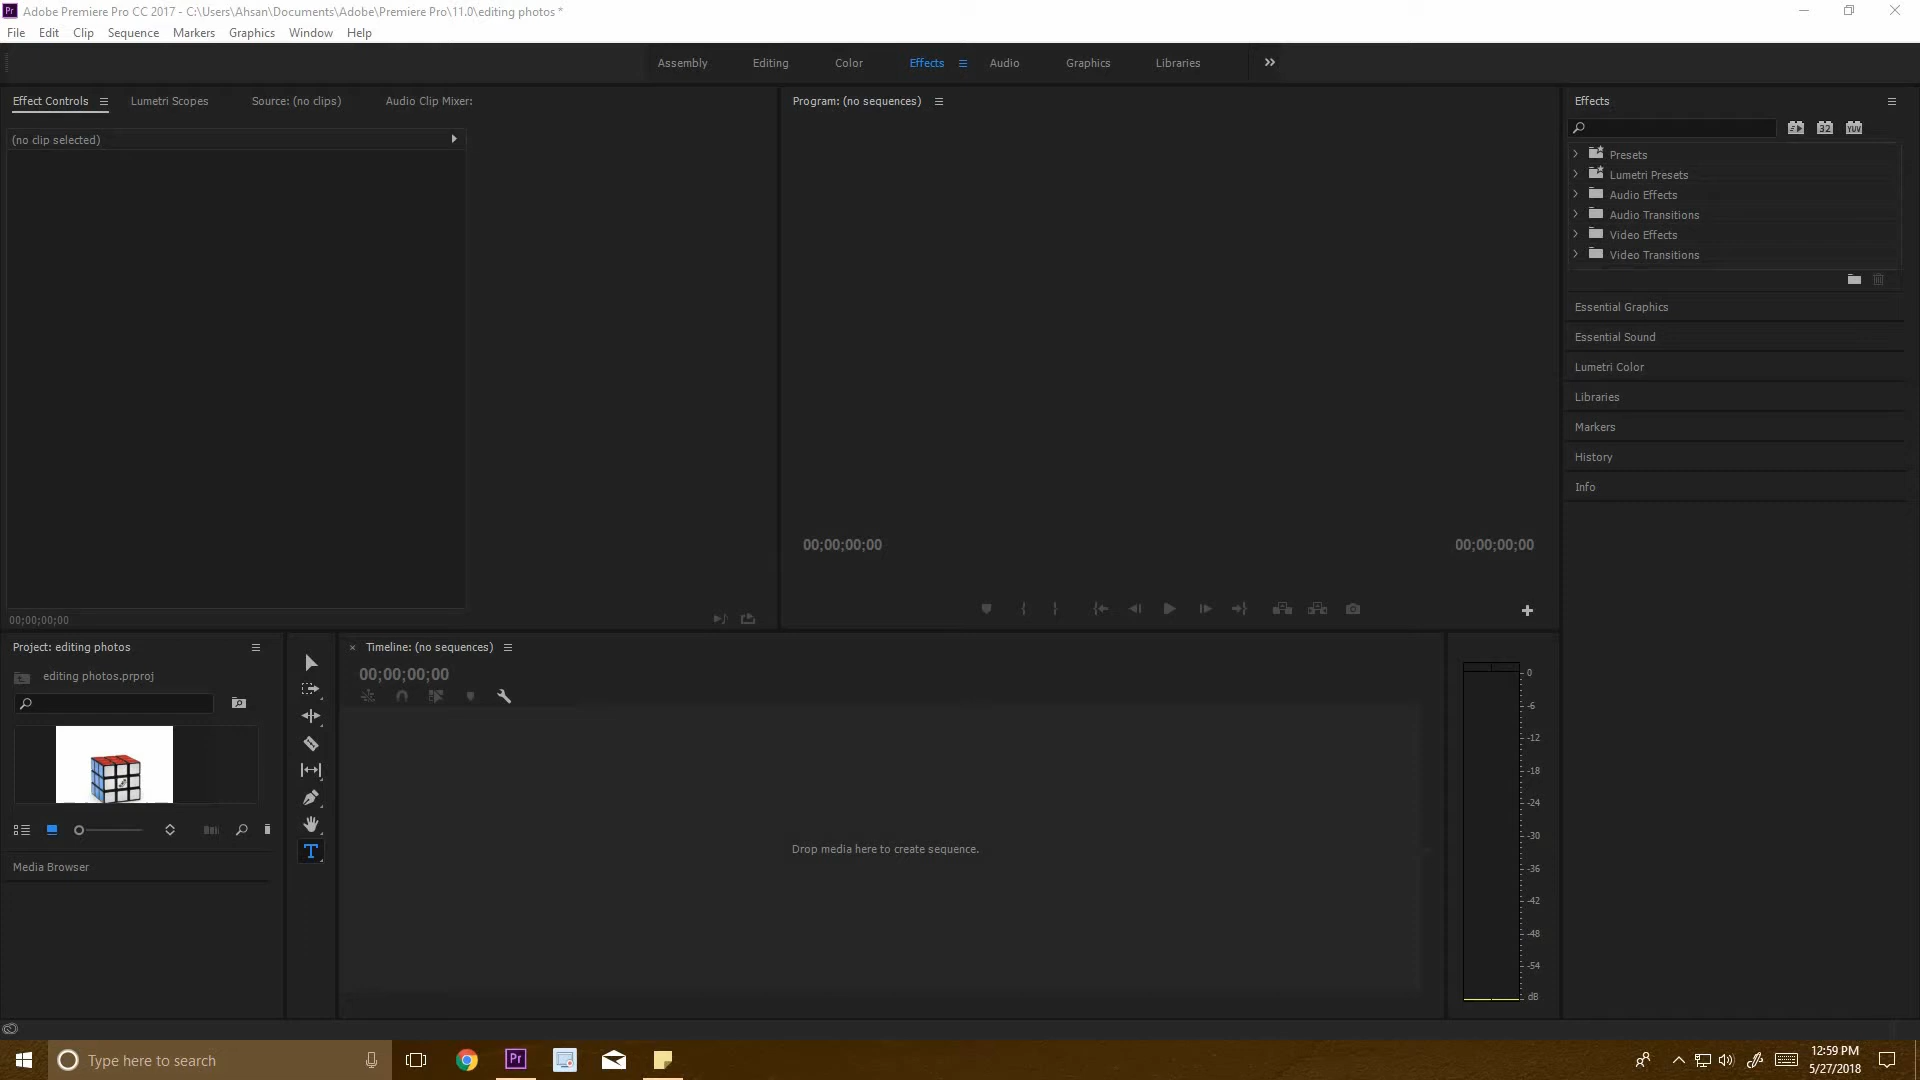 Pr Adobe Premiere Pro CC 2017 - C:\Users\Ahsan\Documents\Adobe\Premiere Pro\11.0\editing photos *
File Edit Clip Sequence Markers Graphics Window Help
Assembly Editing Color Effects Audio Graphics Libraries
Effect Controls Lumetri Scopes Source: (no clips) Audio Clip Mixer:
(no clip selected)
00;00;00;00
Program: (no sequences)
00;00;00;00 00;00;00;00
Effects
32 YUV
Presets
Lumetri Presets
Audio Effects
Audio Transitions
Video Effects
Video Transitions
Essential Graphics
Essential Sound
Lumetri Color
Libraries
Markers
History
Info
Project: editing photos
editing photos.prproj
Media Browser
T
Timeline: (no sequences)
00;00;00;00
Drop media here to create sequence.
0
-6
-12
-18
-24
-30
-36
-42
-48
-54
dB
Type here to search
Pr
12:59 PM
5/27/2018